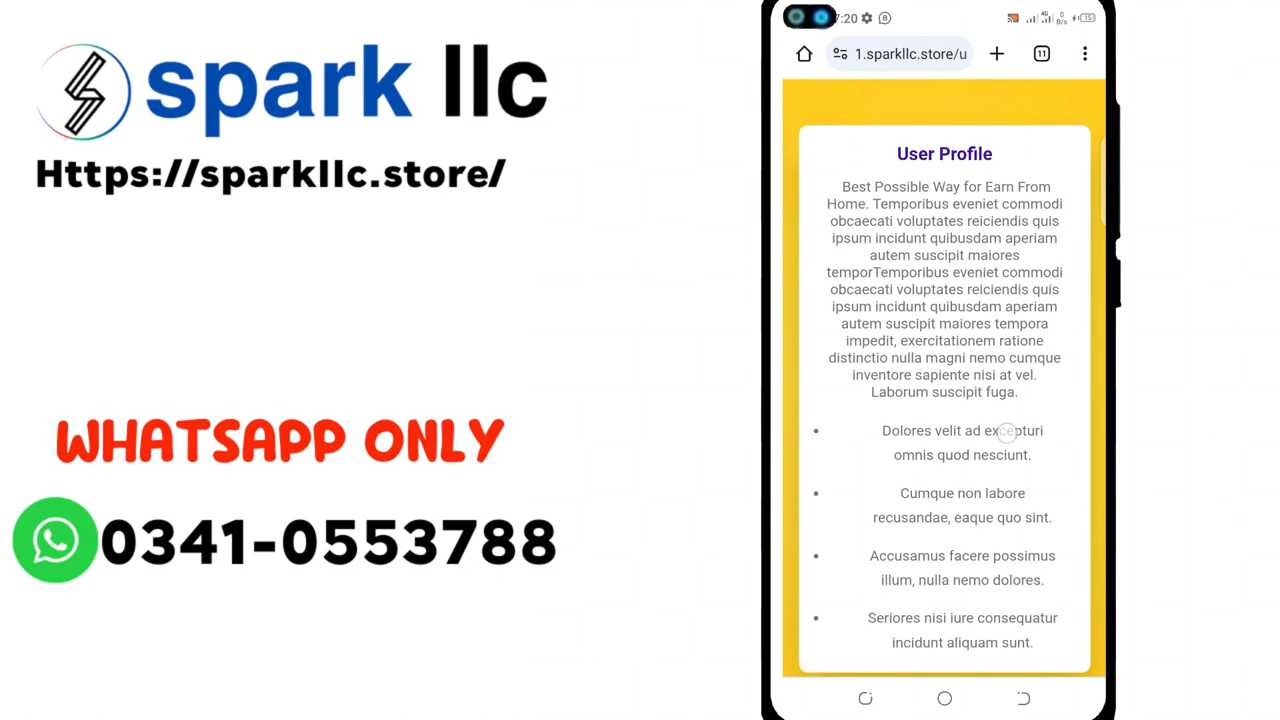 spark llc
Https://sparkllc.store/
WHATSAPP ONLY
0341-0553788
7:20
4G
0
B/s
15
1.sparkllc.store/u
11
User Profile
Best Possible Way for Earn From
Home. Temporibus eveniet commodi
obcaecati voluptates reiciendis quis
ipsum incidunt quibusdam aperiam
autem suscipit maiores
temporTemporibus eveniet commodi
obcaecati voluptates reiciendis quis
ipsum incidunt quibusdam aperiam
autem suscipit maiores tempora
impedit, exercitationem ratione
distinctio nulla magni nemo cumque
inventore sapiente nisi at vel.
Laborum suscipit fuga.
• Dolores velit ad excepturi
omnis quod nesciunt.
• Cumque non labore
recusandae, eaque quo sint.
• Accusamus facere possimus
illum, nulla nemo dolores.
• Seriores nisi iure consequatur
incidunt aliquam sunt.